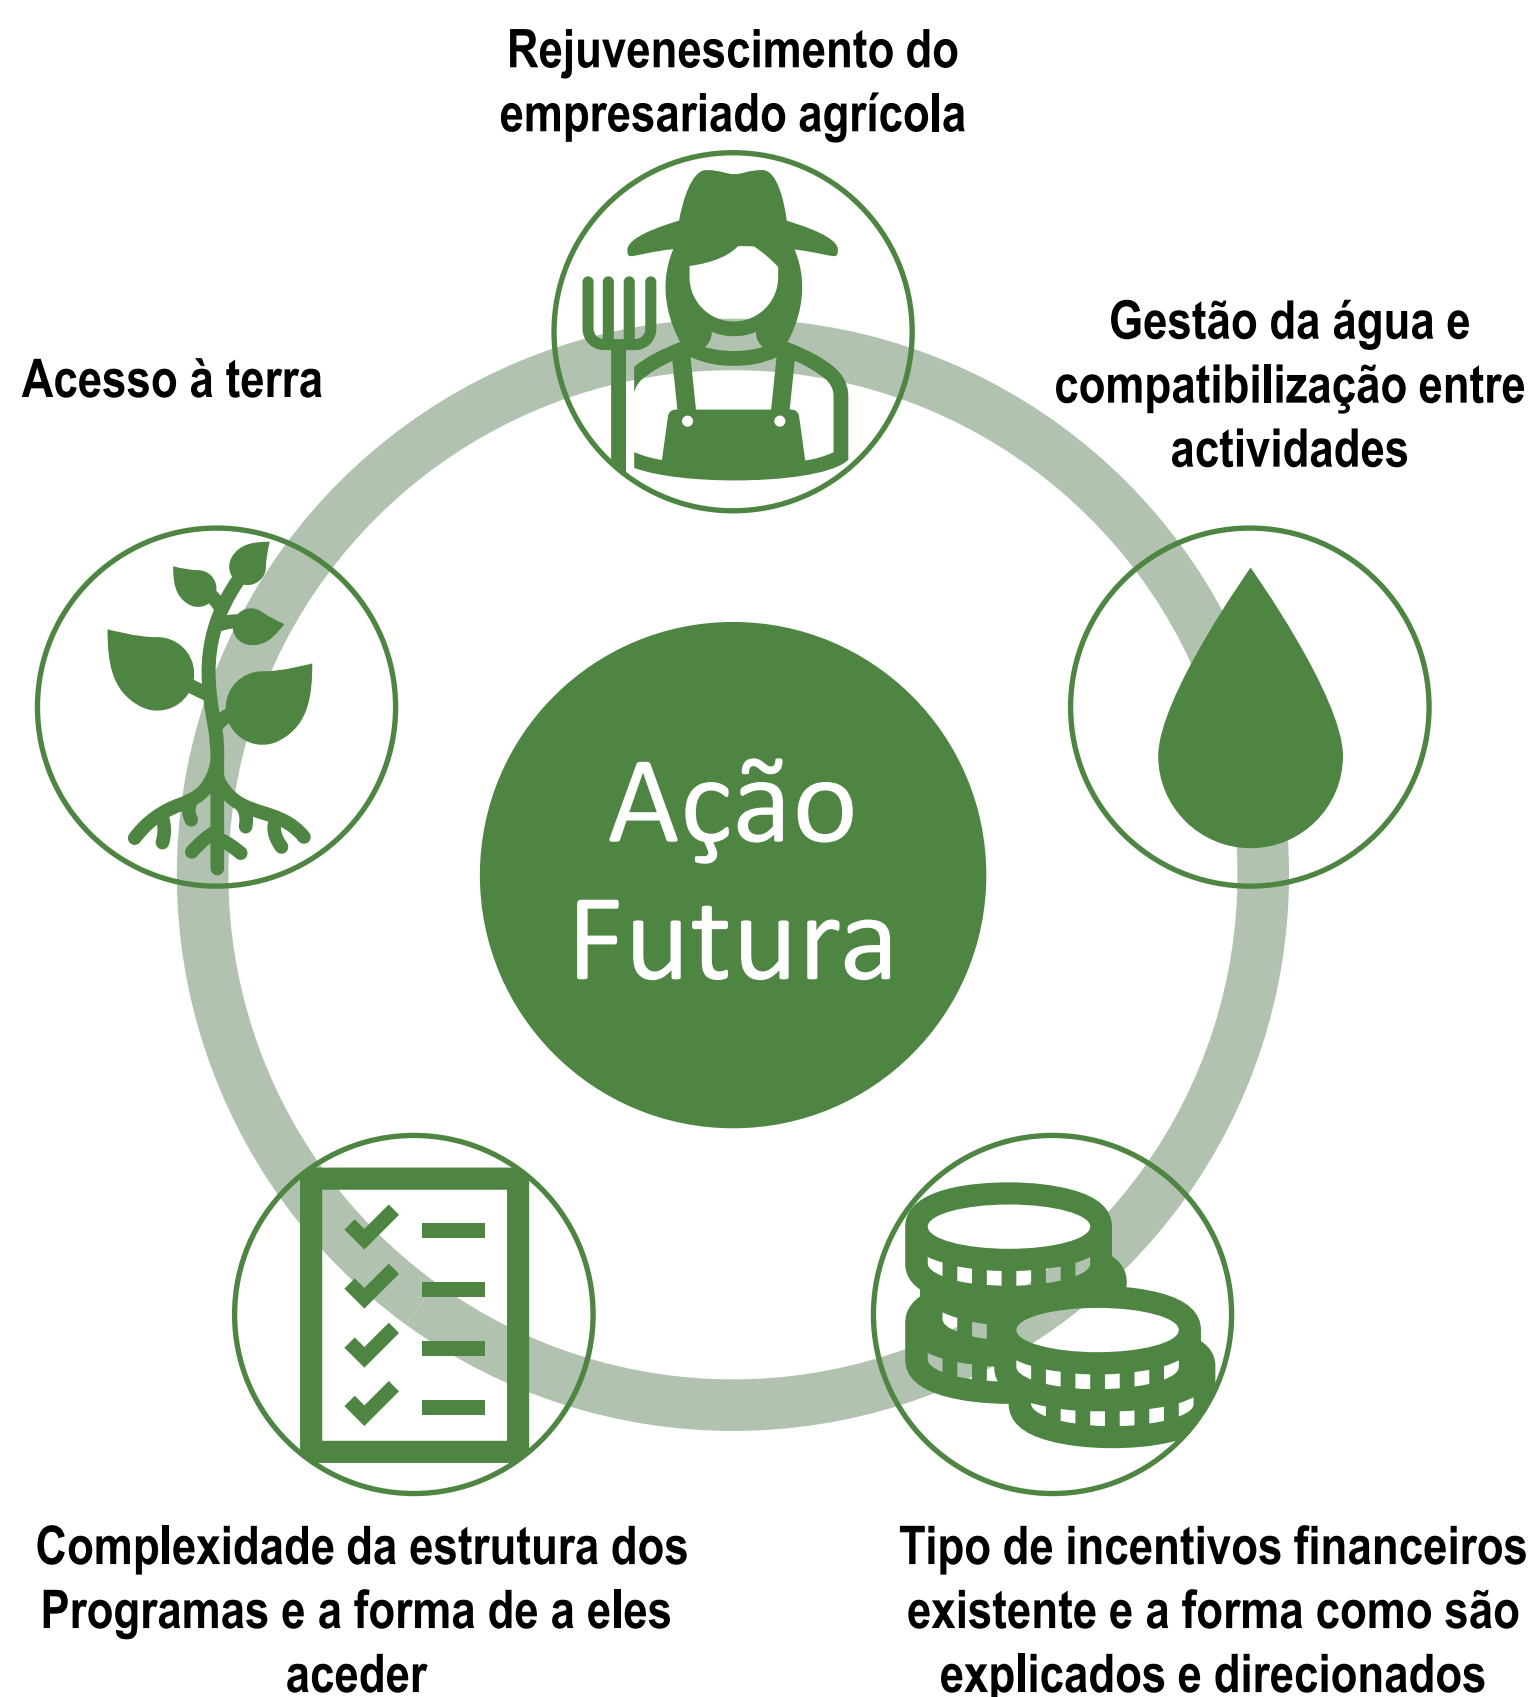 Rejuvenescimento do
empresariado agrícola
Gestão da água e
compatibilização entre
actividades
Acesso à terra
Ação
Futura
Complexidade da estrutura dos
Programas e a forma de a eles
aceder
Tipo de incentivos financeiros
existente e a forma como são
explicados e direcionados